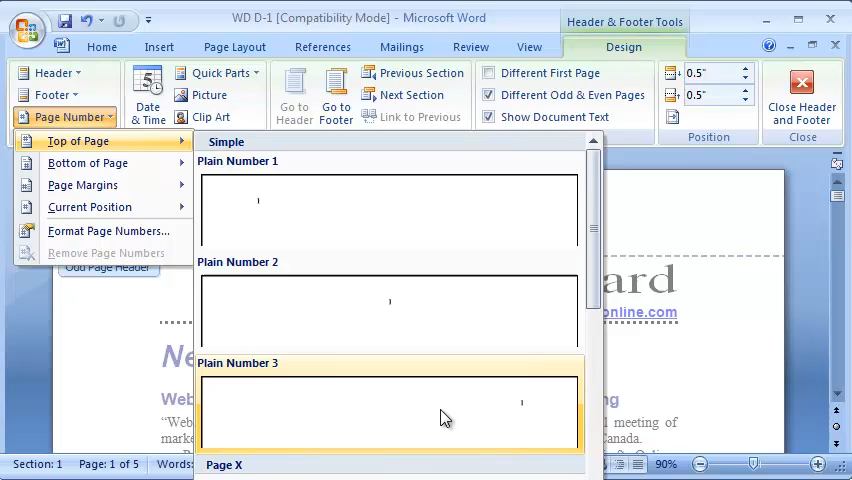 WD D-1 [Compatibility Mode] - Microsoft Word
Header & Footer Tools
Home Insert Page Layout References Mailings Review View Design
Header
Footer
Page Number
Date & Time
Quick Parts
Picture
Clip Art
Go to Header
Go to Footer
Previous Section
Next Section
Link to Previous
Different First Page
Different Odd & Even Pages
Show Document Text
0.5"
0.5"
Position
Close Header and Footer
Close
Top of Page
Bottom of Page
Page Margins
Current Position
Format Page Numbers...
Remove Page Numbers
Odd Page Header
Simple
Plain Number 1
Plain Number 2
Plain Number 3
Page X
ard
online.com
Ne
Web
ng
"Web
l meeting of
marke
Canada.
Section: 1 Page: 1 of 5 Words:
90%